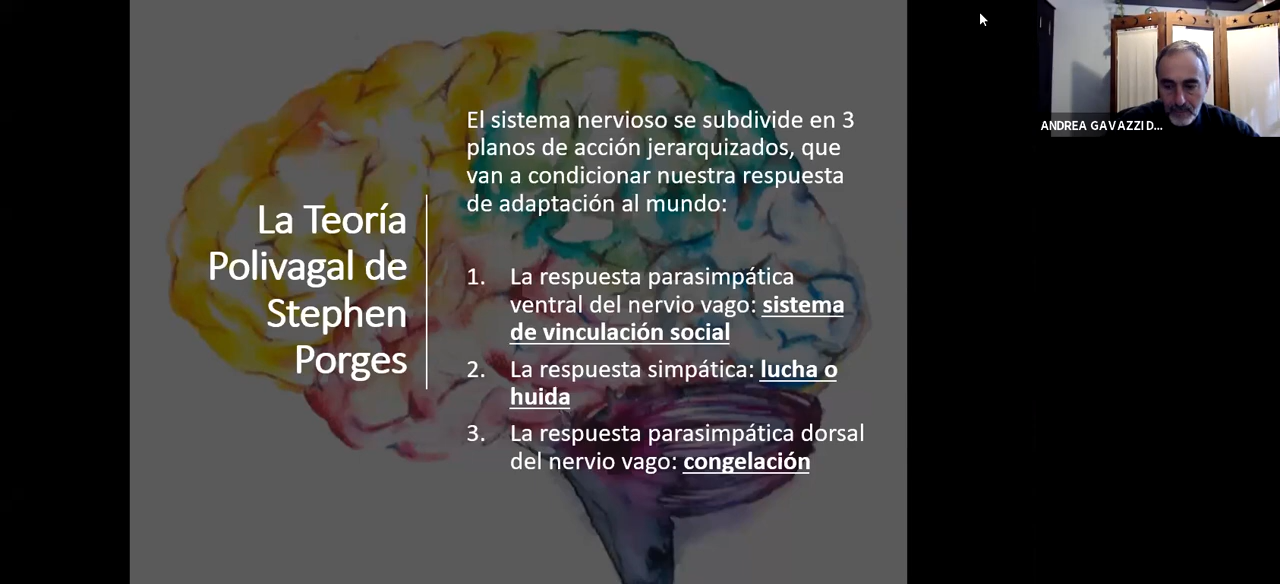 La Teoría
Polivagal de
Stephen
Porges
El sistema nervioso se subdivide en 3
planos de acción jerarquizados, que
van a condicionar nuestra respuesta
de adaptación al mundo:
1. La respuesta parasimpática
ventral del nervio vago: sistema
de vinculación social
2. La respuesta simpática: lucha o
huida
3. La respuesta parasimpática dorsal
del nervio vago: congelación
ANDREA GAVAZZI D...